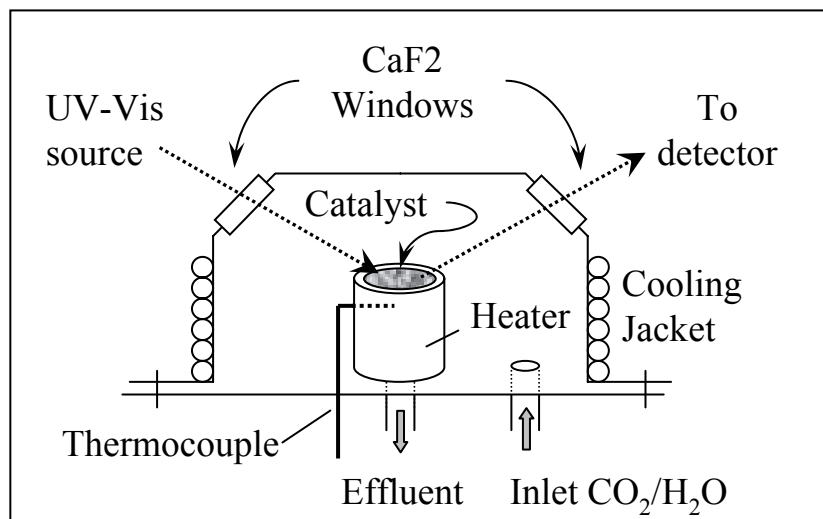 CaF2
Windows
UV-Vis
source
To
detector
Catalyst
Heater
Cooling
Jacket
Thermocouple
Effluent
Inlet CO₂/H₂O